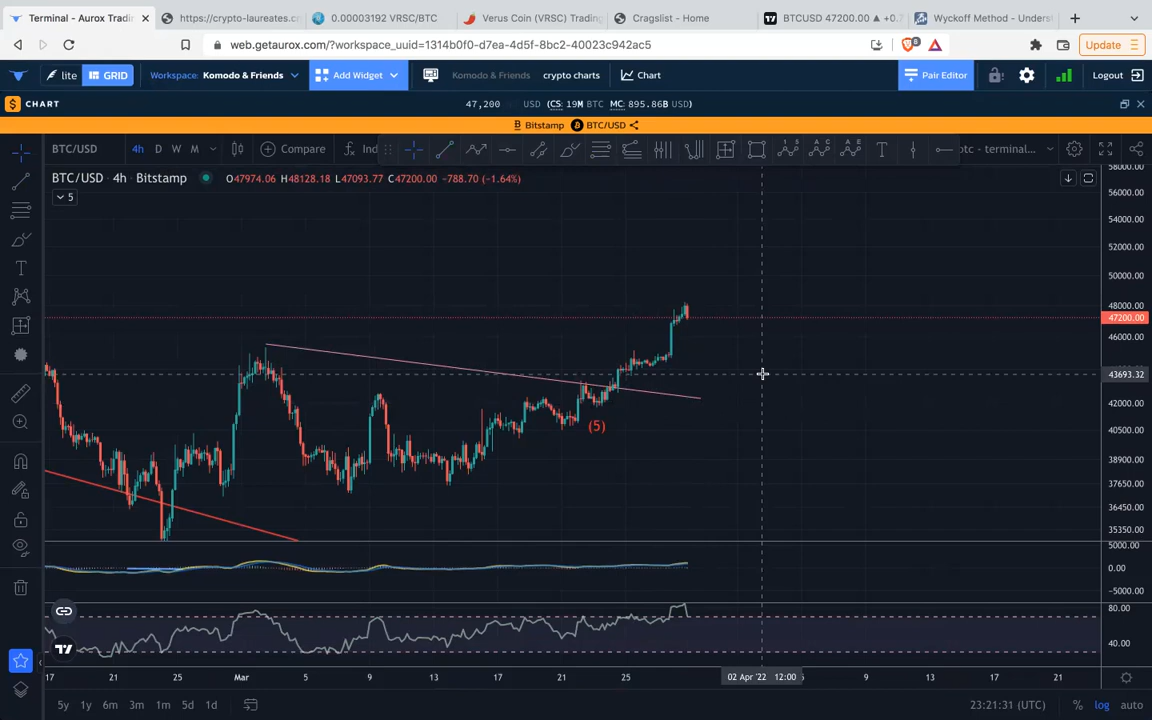 Terminal - Aurox Tradi
https://crypto-laureates.c
0.00003192 VRSC/BTC
Verus Coin (VRSC) Trading
Cragslist - Home
BTCUSD 47200.00 ▲ +0.7
Wyckoff Method - Underst
web.getaurox.com/?workspace_uuid=1314b0f0-d7ea-4d5f-8bc2-40023c942ac5
Update
lite
GRID
Workspace: Komodo & Friends
Add Widget
Komodo & Friends
crypto charts
Chart
Pair Editor
Logout
CHART
47,200 USD (CS: 19M BTC MC: 895.86B USD)
Bitstamp BTC/USD
BTC/USD
4h D W M
Compare
Ind
T
btc - terminal...
BTC/USD · 4h · Bitstamp
O47974.06 H48128.18 L47093.77 C47200.00 −788.70 (−1.64%)
5
58000.00
56000.00
54000.00
52000.00
50000.00
48000.00
47200.00
46000.00
43693.32
42000.00
(5)
40500.00
38900.00
37650.00
36450.00
35350.00
5000.00
0.00
-5000.00
80.00
40.00
17 21 25 Mar 5 9 13 17 21 25 02 Apr '22 12:00 9 13 17 21
5y 1y 6m 3m 1m 5d 1d
23:21:31 (UTC)
% log auto